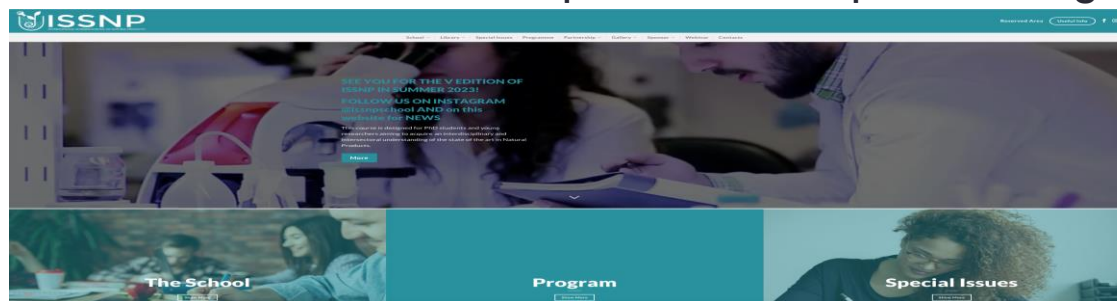 ISSNP
Reserved Area Useful Info
School Library Special Issues Programme Partnership Gallery Sponsor Webinar Contacts
SEE YOU FOR THE V EDITION OF
ISSNP IN SUMMER 2023!
FOLLOW US ON INSTAGRAM
@issnpschool AND on this
website for NEWS
This course is designed for PhD students and young
researchers aiming to acquire an interdisciplinary and
intersectoral understanding of the state of the art in Natural
Products.
More
The School
Program
Special Issues